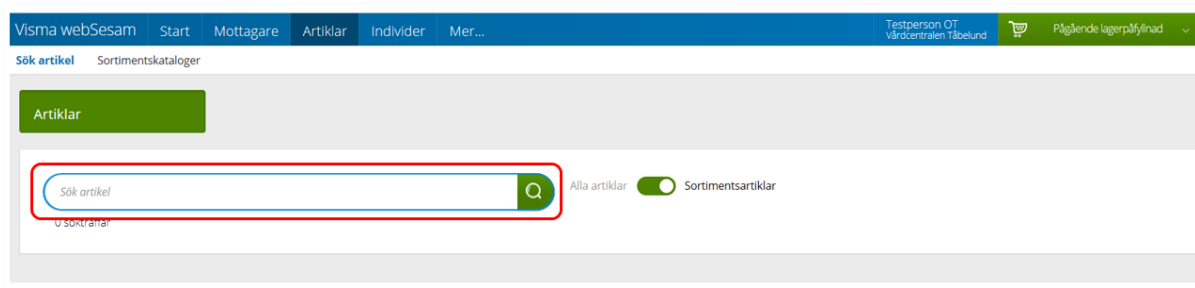 Visma webSesam Start Mottagare Artiklar Individer Mer...
Testperson OT
Vårdcentralen Tåbelund
Pågående lagerpåfyllnad
Sök artikel Sortimentskataloger
Artiklar
Sök artikel
Alla artiklar Sortimentsartiklar
0 sökträffar